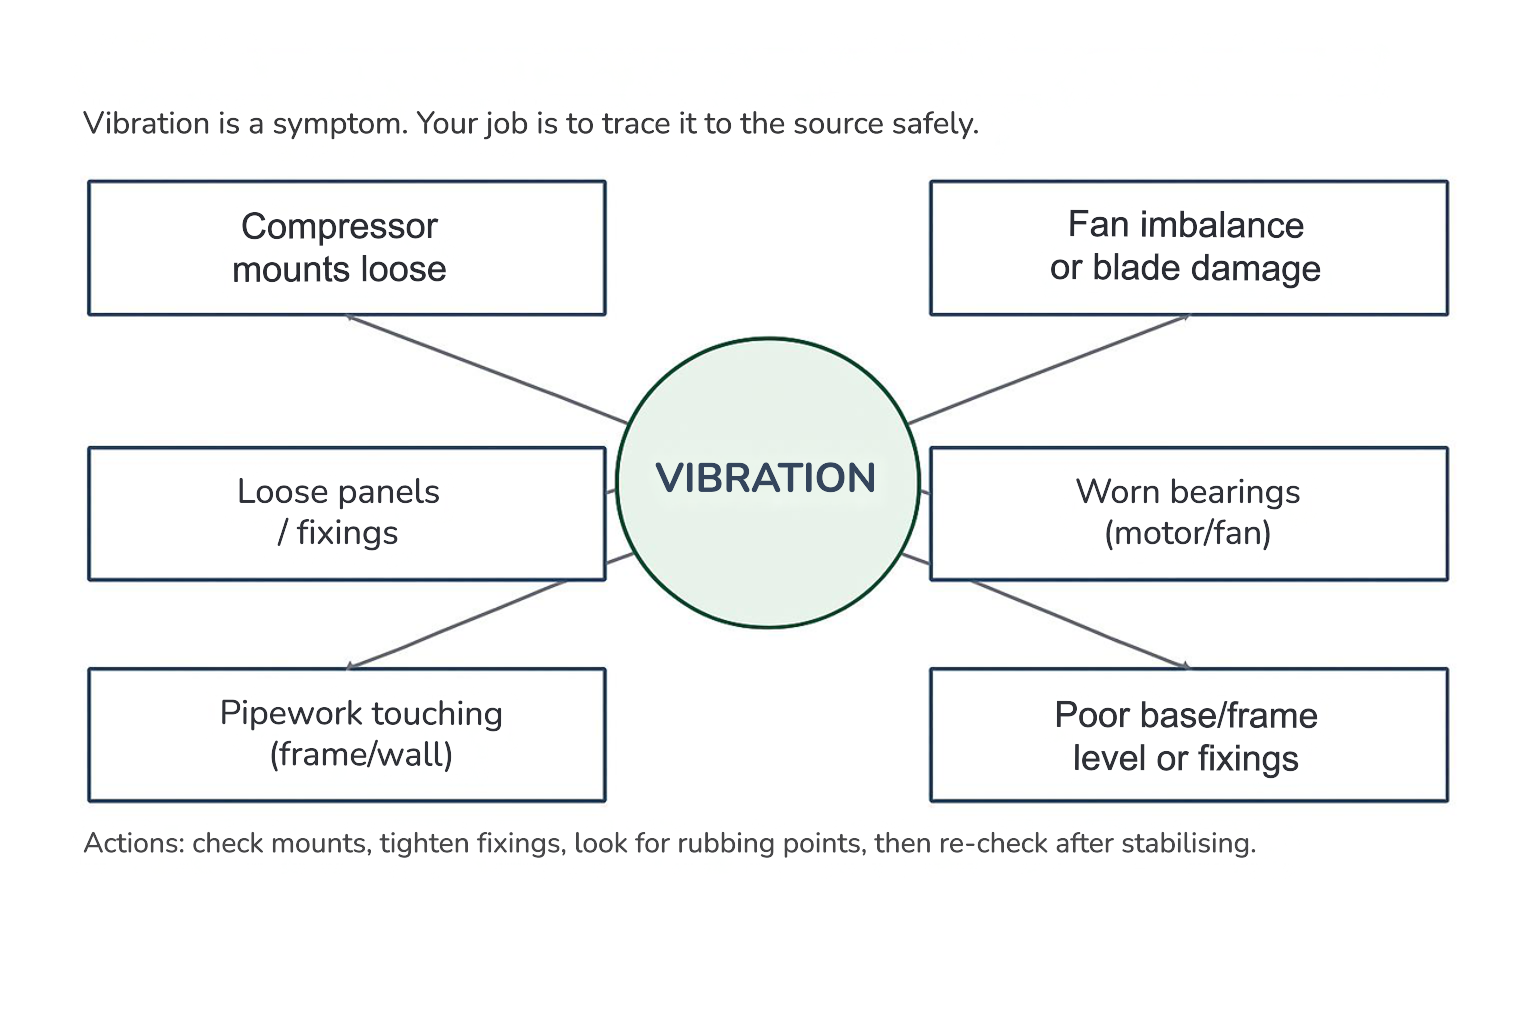 Vibration is a symptom. Your job is to trace it to the source safely.
Compressor
mounts loose
Fan imbalance
or blade damage
VIBRATION
Loose panels
/ fixings
Worn bearings
(motor/fan)
Pipework touching
(frame/wall)
Poor base/frame
level or fixings
Actions: check mounts, tighten fixings, look for rubbing points, then re-check after stabilising.